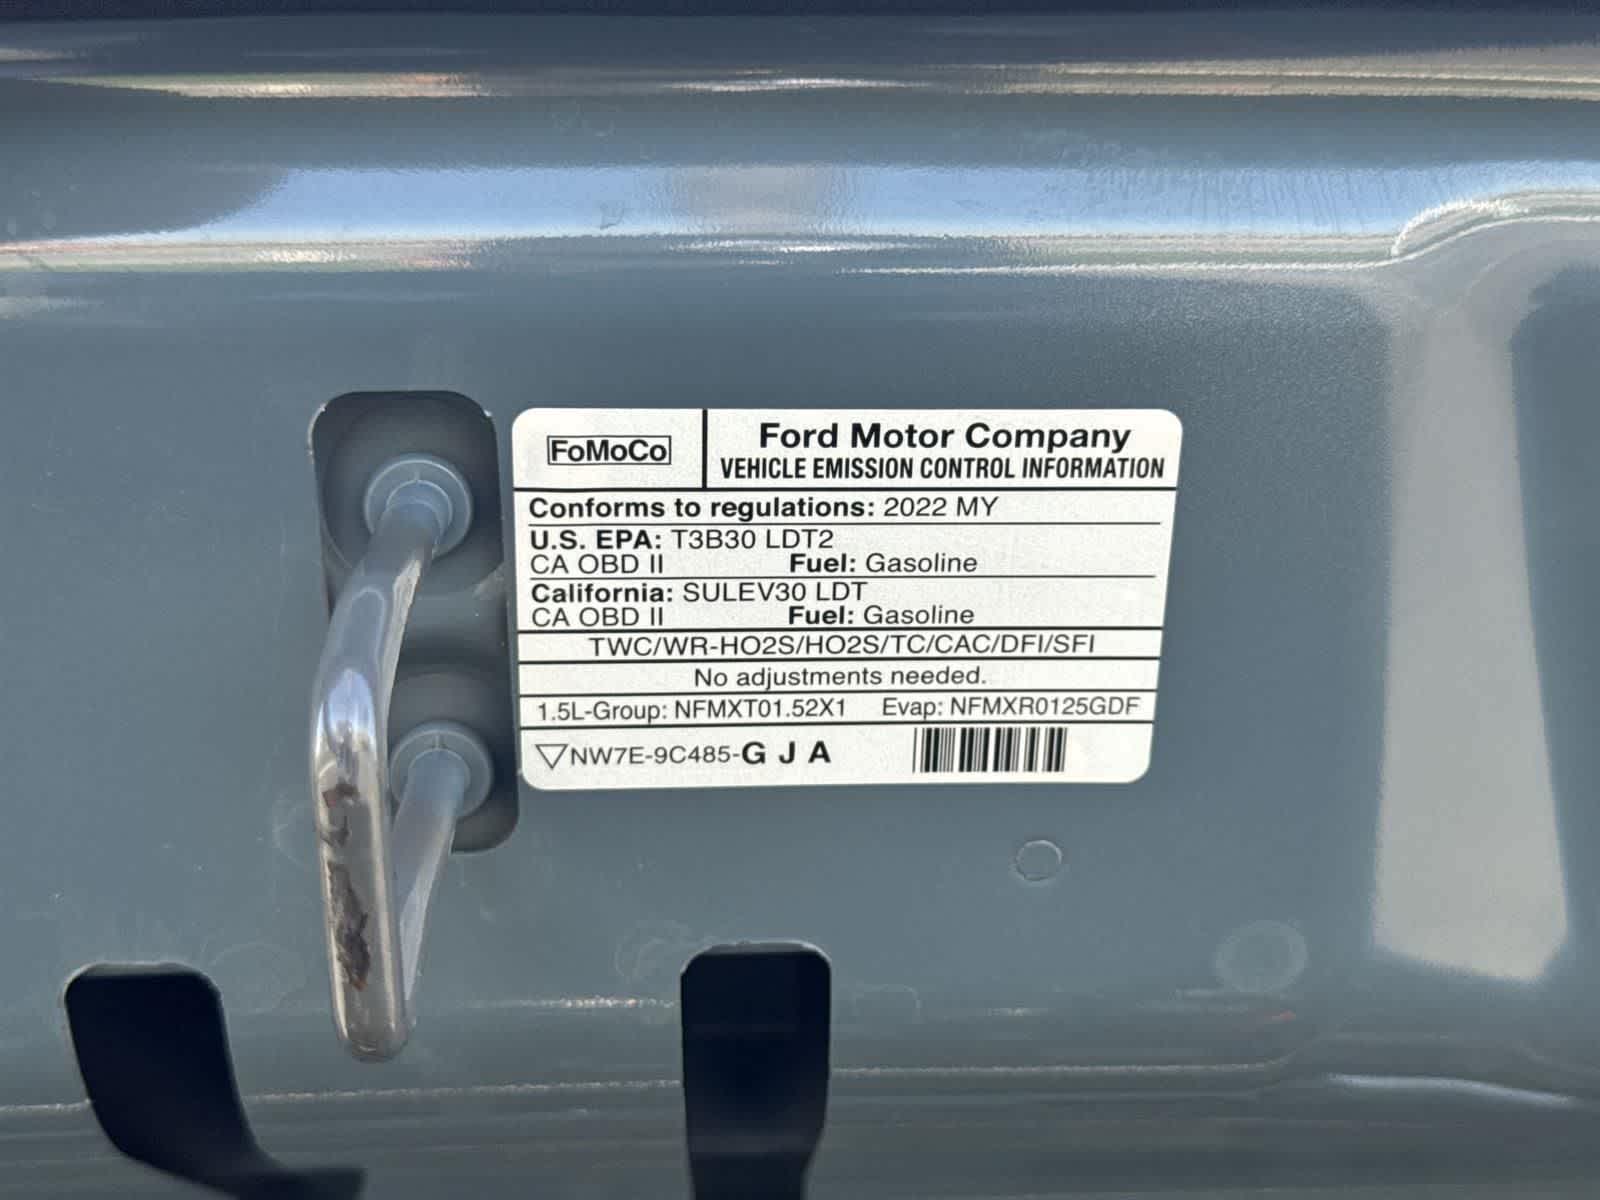 FoMoCo
Ford Motor Company
VEHICLE EMISSION CONTROL INFORMATION
Conforms to regulations: 2022 MY
U.S. EPA: T3B30 LDT2
CA OBD II Fuel: Gasoline
California: SULEV30 LDT
CA OBD II Fuel: Gasoline
TWC/WR-HO2S/HO2S/TC/CAC/DFI/SFI
No adjustments needed.
1.5L-Group: NFMXT01.52X1 Evap: NFMXR0125GDF
NW7E-9C485-G J A